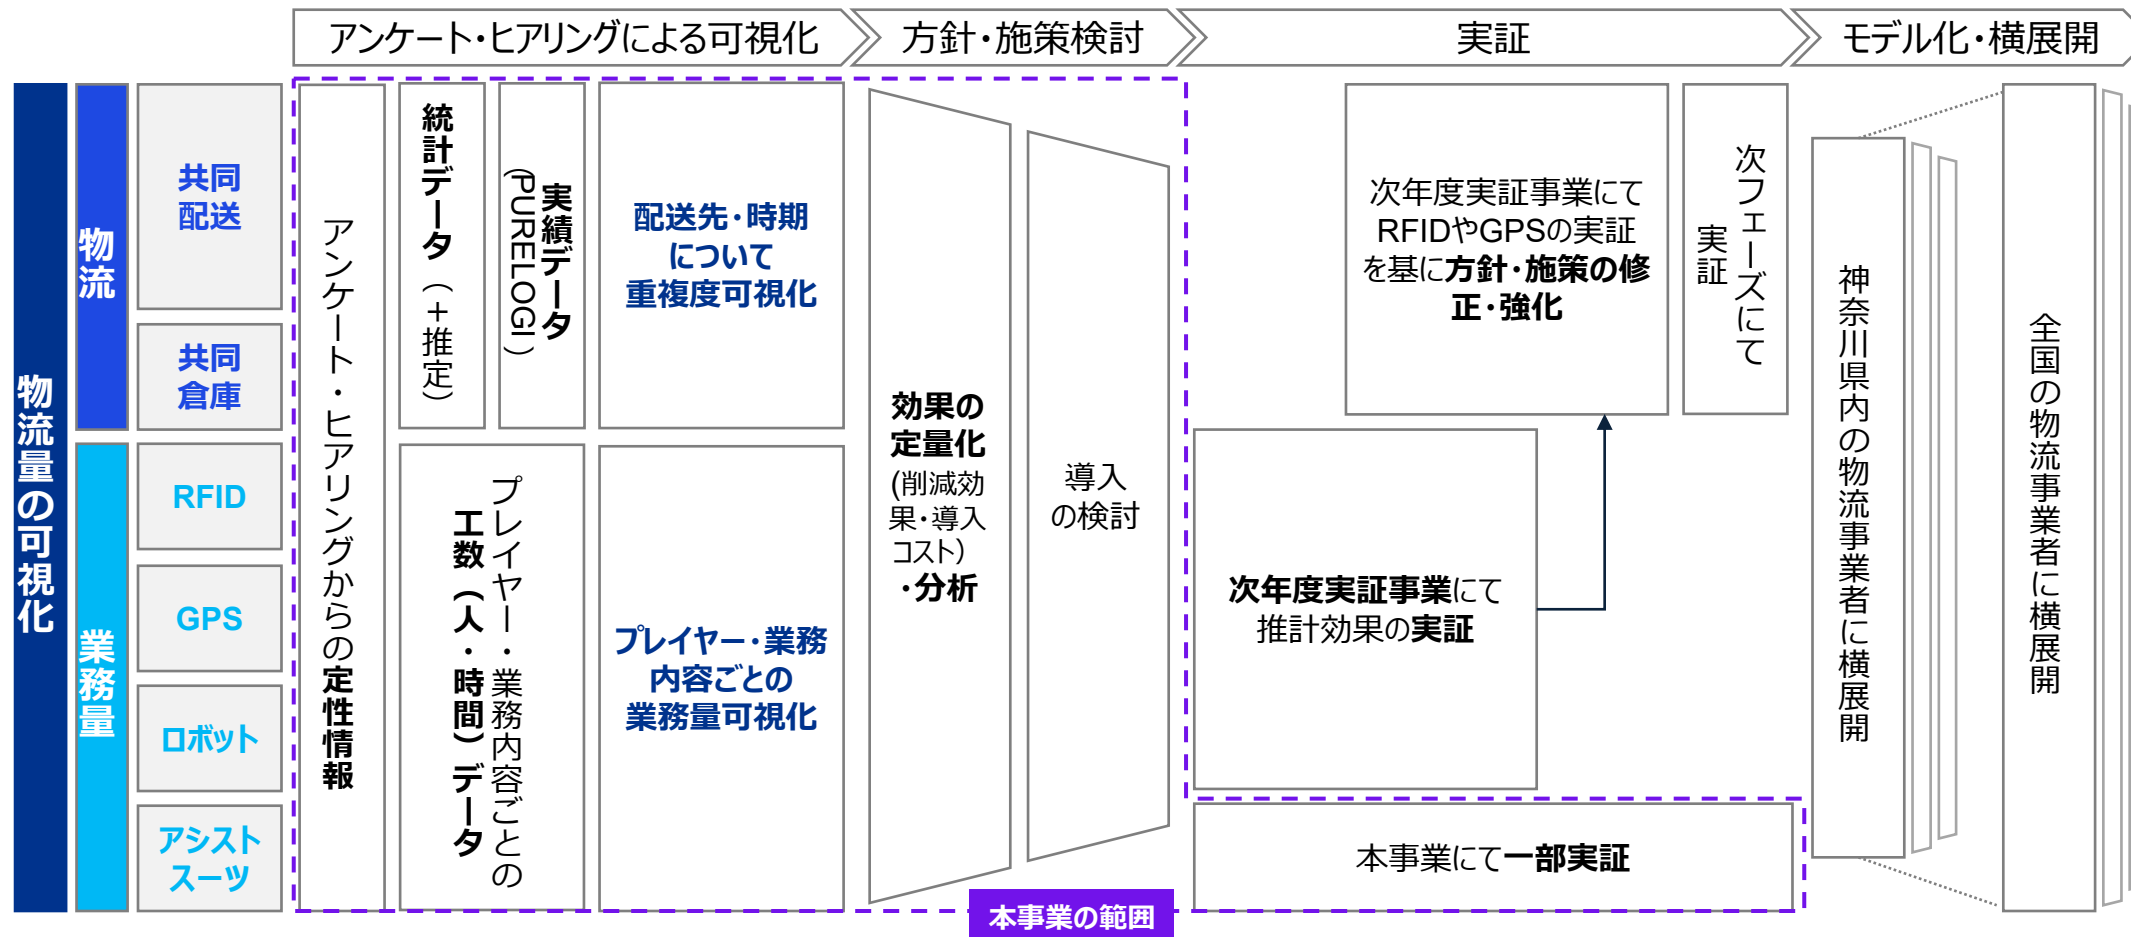 アンケート・ヒアリングによる可視化
方針・施策検討
実証
モデル化・横展開
物流量の可視化
物流
業務量
共同
配送
共同
倉庫
RFID
GPS
ロボット
アシスト
スーツ
アンケート・ヒアリングからの定性情報
統計データ（＋推定）
実績データ
(PURELOGI)
配送先・時期
について
重複度可視化
プレイヤー・業務内容ごとの
工数（人・時間）データ
プレイヤー・業務
内容ごとの
業務量可視化
効果の
定量化
(削減効
果・導入
コスト）
・分析
導入
の検討
次年度実証事業にて
RFIDやGPSの実証
を基に方針・施策の修
正・強化
次フェーズにて
実証
次年度実証事業にて
推計効果の実証
本事業にて一部実証
神奈川県内の物流事業者に横展開
全国の物流事業者に横展開
本事業の範囲